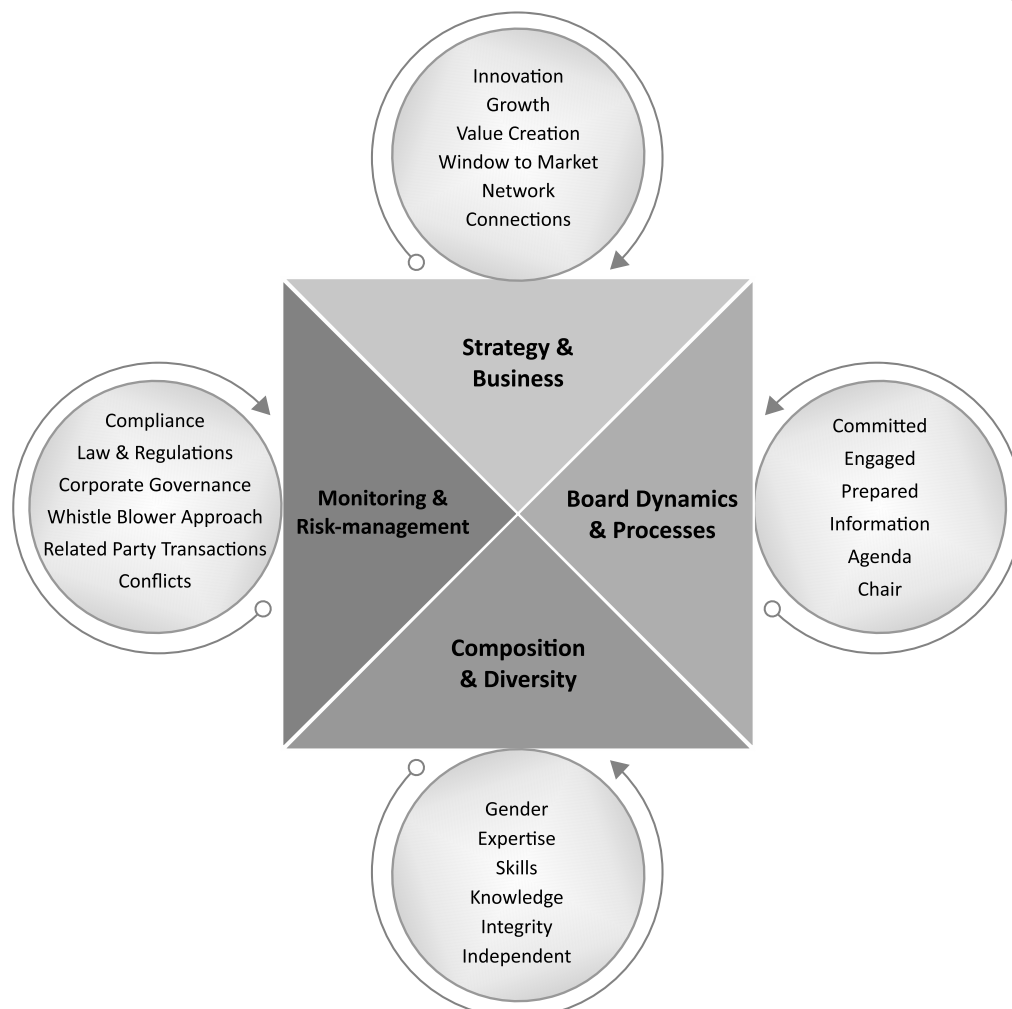 Innovation
Growth
Value Creation
Window to Market
Network
Connections
Strategy &
Business
Compliance
Law & Regulations
Corporate Governance
Whistle Blower Approach
Related Party Transactions
Conflicts
Monitoring &
Risk-management
Board Dynamics
& Processes
Committed
Engaged
Prepared
Information
Agenda
Chair
Composition
& Diversity
Gender
Expertise
Skills
Knowledge
Integrity
Independent